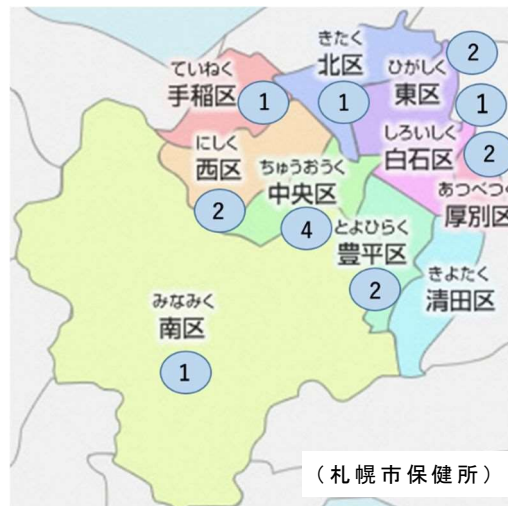 きたく
北区
2
ていねく
手稲区
1
1
ひがしく
東区
1
しろいしく
白石区
2
にしく
西区
2
ちゅうおうく
中央区
4
あつべつく
厚別区
とよひらく
豊平区
2
きよたく
清田区
みなみく
南区
1
（札幌市保健所）